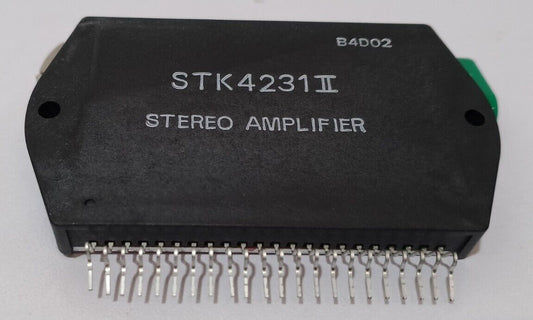 B4D02
STK4231II
STEREO AMPLIFIER